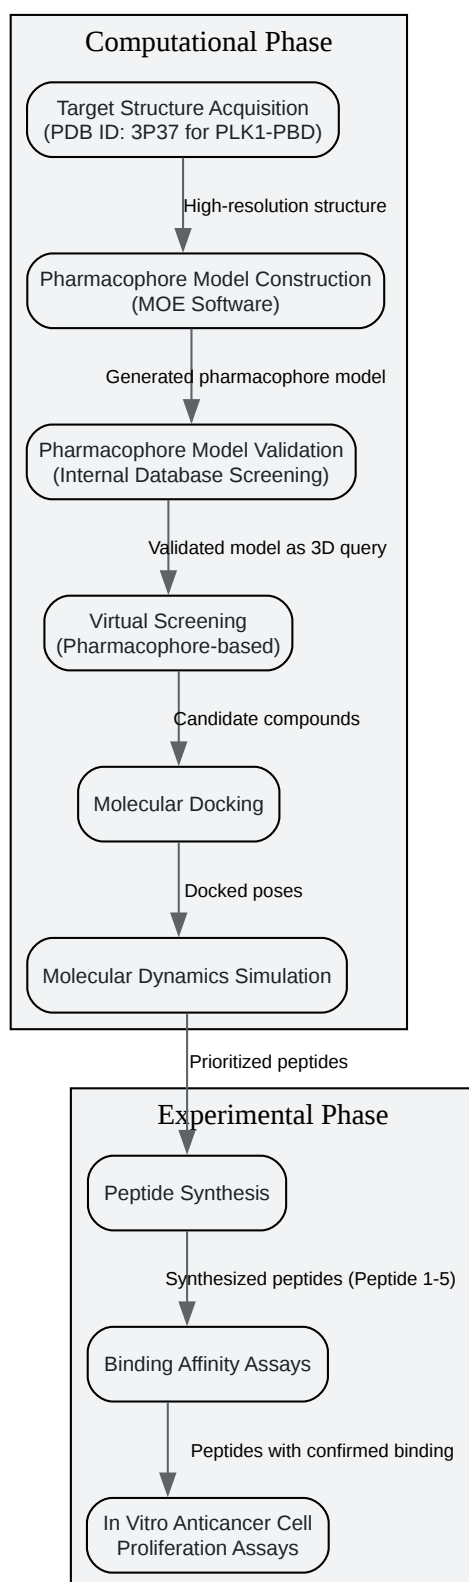 Computational Phase
Target Structure Acquisition
(PDB ID: 3P37 for PLK1-PBD)
High-resolution structure
Pharmacophore Model Construction
(MOE Software)
Generated pharmacophore model
Pharmacophore Model Validation
(Internal Database Screening)
Validated model as 3D query
Virtual Screening
(Pharmacophore-based)
Candidate compounds
Molecular Docking
Docked poses
Molecular Dynamics Simulation
Prioritized peptides
Experimental Phase
Peptide Synthesis
Synthesized peptides (Peptide 1-5)
Binding Affinity Assays
Peptides with confirmed binding
In Vitro Anticancer Cell
Proliferation Assays